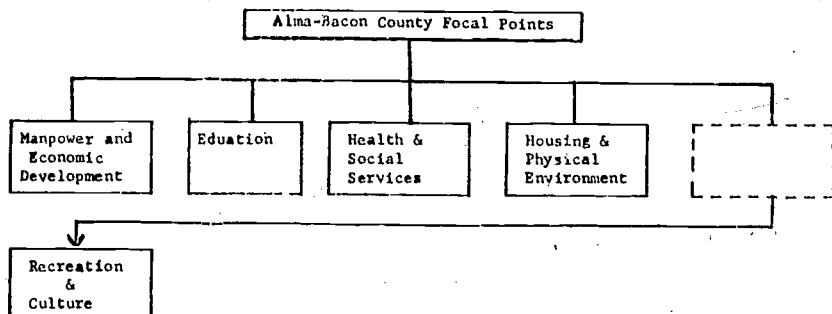 Alma-Bacon County Focal Points
Manpower and
Economic
Development
Eduation
Health &
Social
Services
Housing &
Physical
Environment
Recreation
&
Culture